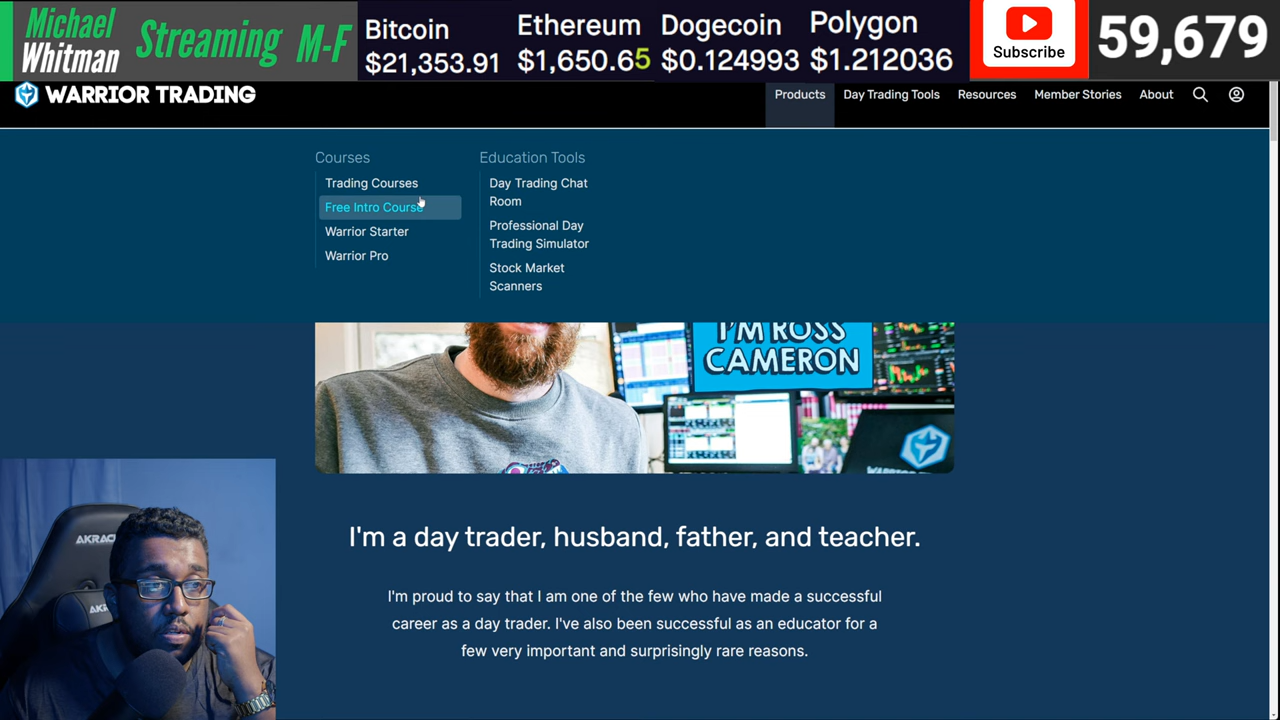 Michael
Whitman
Streaming M-F
Bitcoin
$21,353.91
Ethereum
$1,650.65
Dogecoin
$0.124993
Polygon
$1.212036
Subscribe
59,679
WARRIOR TRADING
Products
Day Trading Tools
Resources
Member Stories
About
Courses
Trading Courses
Free Intro Course
Warrior Starter
Warrior Pro
Education Tools
Day Trading Chat
Room
Professional Day
Trading Simulator
Stock Market
Scanners
I'M ROSS
CAMERON
I'm a day trader, husband, father, and teacher.
I'm proud to say that I am one of the few who have made a successful
career as a day trader. I've also been successful as an educator for a
few very important and surprisingly rare reasons.